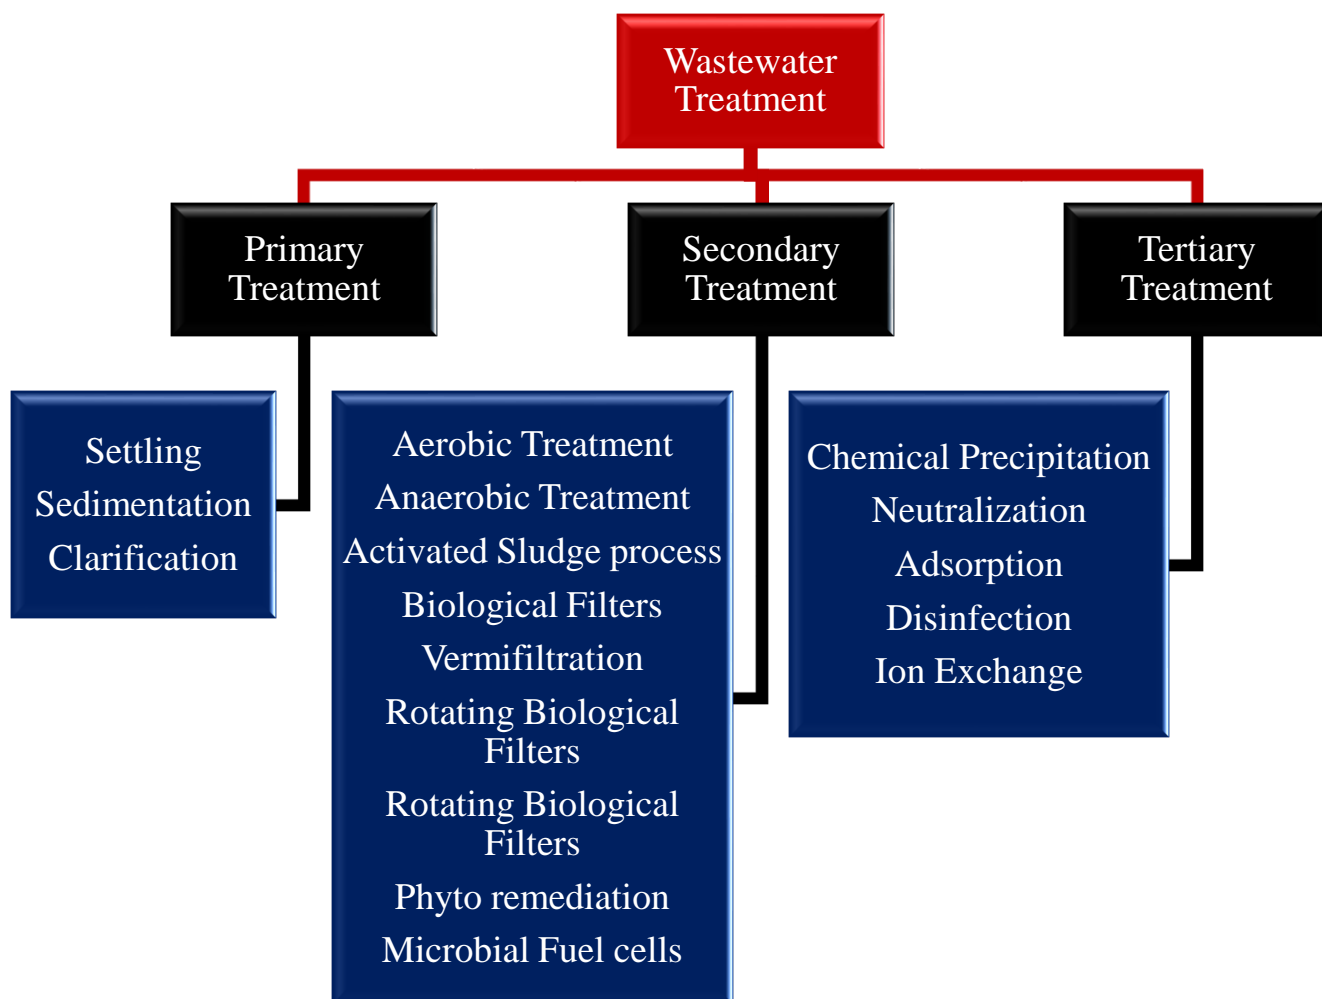 Wastewater
Treatment
Primary
Treatment
Secondary
Treatment
Tertiary
Treatment
Settling
Sedimentation
Clarification
Aerobic Treatment
Anaerobic Treatment
Activated Sludge process
Biological Filters
Vermifiltration
Rotating Biological
Filters
Rotating Biological
Filters
Phyto remediation
Microbial Fuel cells
Chemical Precipitation
Neutralization
Adsorption
Disinfection
Ion Exchange